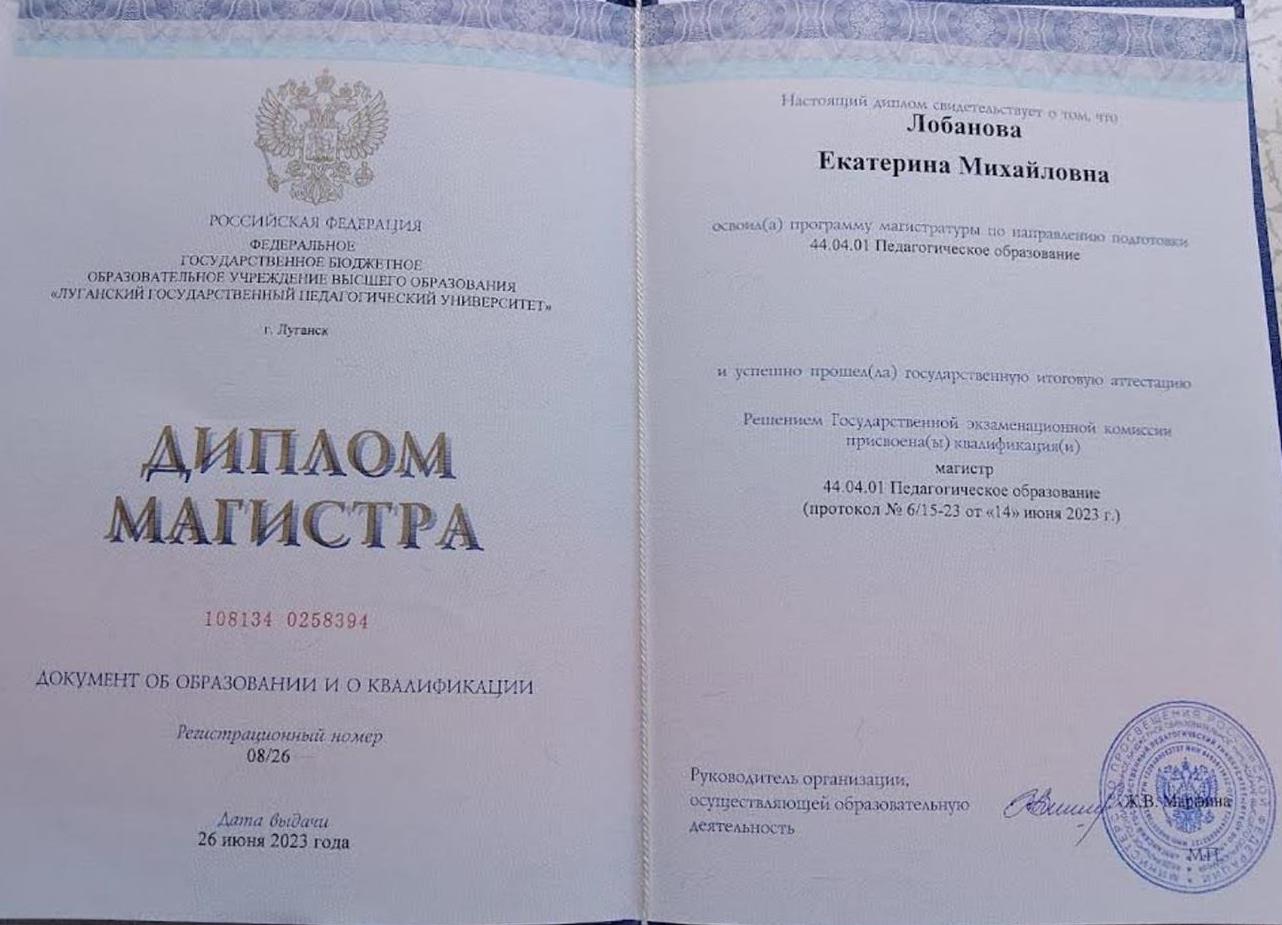 РОССИЙСКАЯ ФЕДЕРАЦИЯ
ФЕДЕРАЛЬНОЕ
ГОСУДАРСТВЕННОЕ БЮДЖЕТНОЕ
ОБРАЗОВАТЕЛЬНОЕ УЧРЕЖДЕНИЕ ВЫСШЕГО ОБРАЗОВАНИЯ
«ЛУГАНСКИЙ ГОСУДАРСТВЕННЫЙ ПЕДАГОГИЧЕСКИЙ УНИВЕРСИТЕТ»
г. Луганск
ДИПЛОМ
МАГИСТРА
108134 0258394
ДОКУМЕНТ ОБ ОБРАЗОВАНИИ И О КВАЛИФИКАЦИИ
Регистрационный номер
08/26
Дата выдачи
26 июня 2023 года
Настоящий диплом свидетельствует о том, что
Лобанова
Екатерина Михайловна
освоил(а) программу магистратуры по направлению подготовки
44.04.01 Педагогическое образование
и успешно прошел(ла) государственную итоговую аттестацию
Решением Государственной экзаменационной комиссии
присвоена(ы) квалификация(и)
магистр
44.04.01 Педагогическое образование
(протокол № 6/15-23 от «14» июня 2023 г.)
Руководитель организации,
осуществляющей образовательную
деятельность
Ж.В. Марфина
М.П.